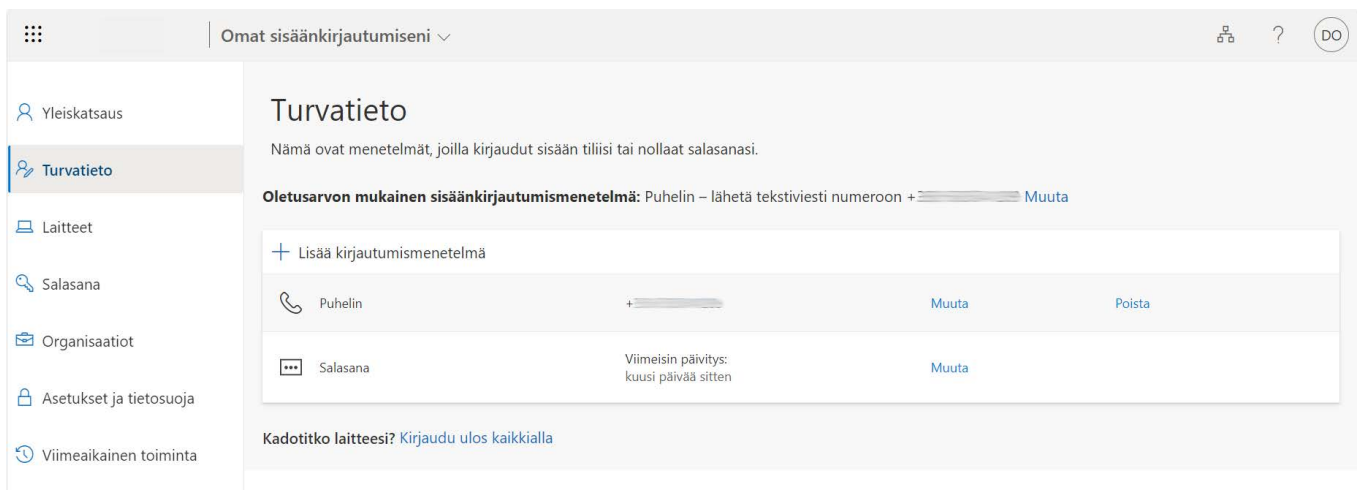 Omat sisäänkirjautumiseni
?
DO
Yleiskatsaus
Turvatieto
Laitteet
Salasana
Organisaatiot
Asetukset ja tietosuoja
Viimeaikainen toiminta
Turvatieto
Nämä ovat menetelmät, joilla kirjaudut sisään tiliisi tai nollaat salasanasi.
Oletusarvon mukainen sisäänkirjautumismenetelmä: Puhelin – lähetä tekstiviesti numeroon + Muuta
+ Lisää kirjautumismenetelmä
Puhelin + Muuta Poista
Salasana Viimeisin päivitys: Muuta
kuusi päivää sitten
Kadotitko laitteesi? Kirjaudu ulos kaikkialla